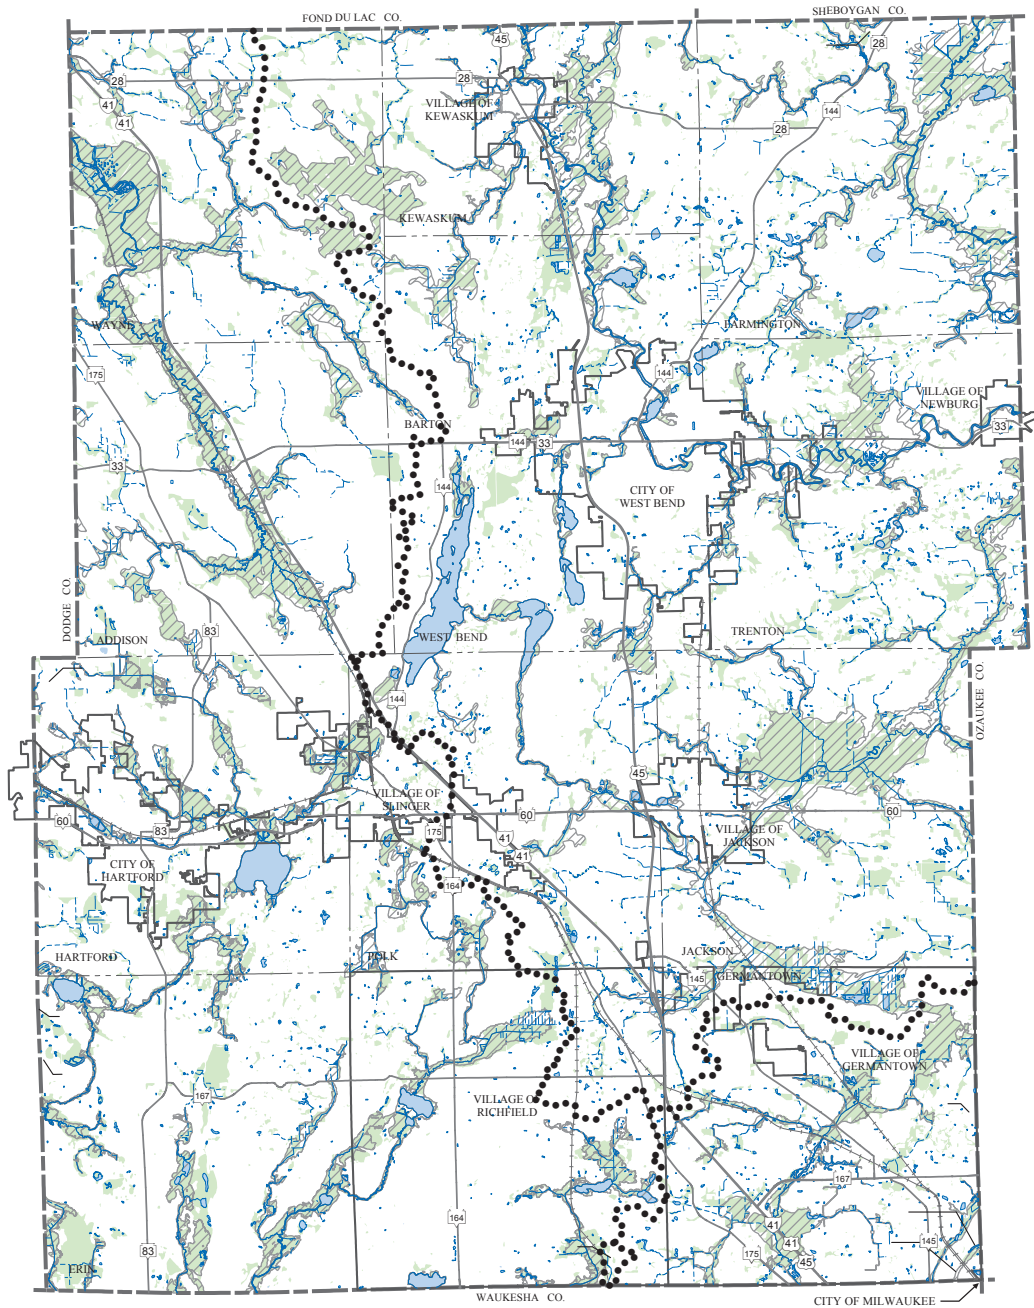 FOND DU LAC CO.
SHEBOYGAN CO.
45
28
28
28
41
41
VILLAGE OF
KEWASKUM
144
28
KEWASKUM
WAYNE
FARMINGTON
175
144
VILLAGE OF
NEWBURG
BARTON
33
144
33
33
144
CITY OF
WEST BEND
DODGE CO.
83
ADDISON
WEST BEND
TRENTON
OZAUKEE CO.
144
45
VILLAGE OF
SLINGER
60
83
175
60
60
41
41
VILLAGE OF
JACKSON
CITY OF
HARTFORD
164
HARTFORD
POLK
JACKSON
145
GERMANTOWN
VILLAGE OF
GERMANTOWN
167
VILLAGE OF
RICHFIELD
167
83
164
41
41
45
175
145
ERIN
WAUKESHA CO.
CITY OF MILWAUKEE